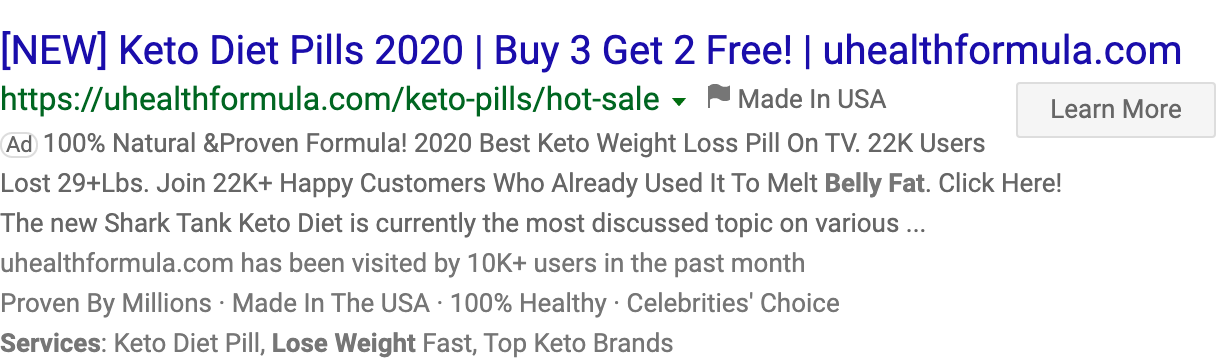 [NEW] Keto Diet Pills 2020 | Buy 3 Get 2 Free! | uhealthformula.com
https://uhealthformula.com/keto-pills/hot-sale Made In USA
Learn More
Ad 100% Natural &Proven Formula! 2020 Best Keto Weight Loss Pill On TV. 22K Users
Lost 29+Lbs. Join 22K+ Happy Customers Who Already Used It To Melt Belly Fat. Click Here!
The new Shark Tank Keto Diet is currently the most discussed topic on various ...
uhealthformula.com has been visited by 10K+ users in the past month
Proven By Millions · Made In The USA · 100% Healthy · Celebrities' Choice
Services: Keto Diet Pill, Lose Weight Fast, Top Keto Brands